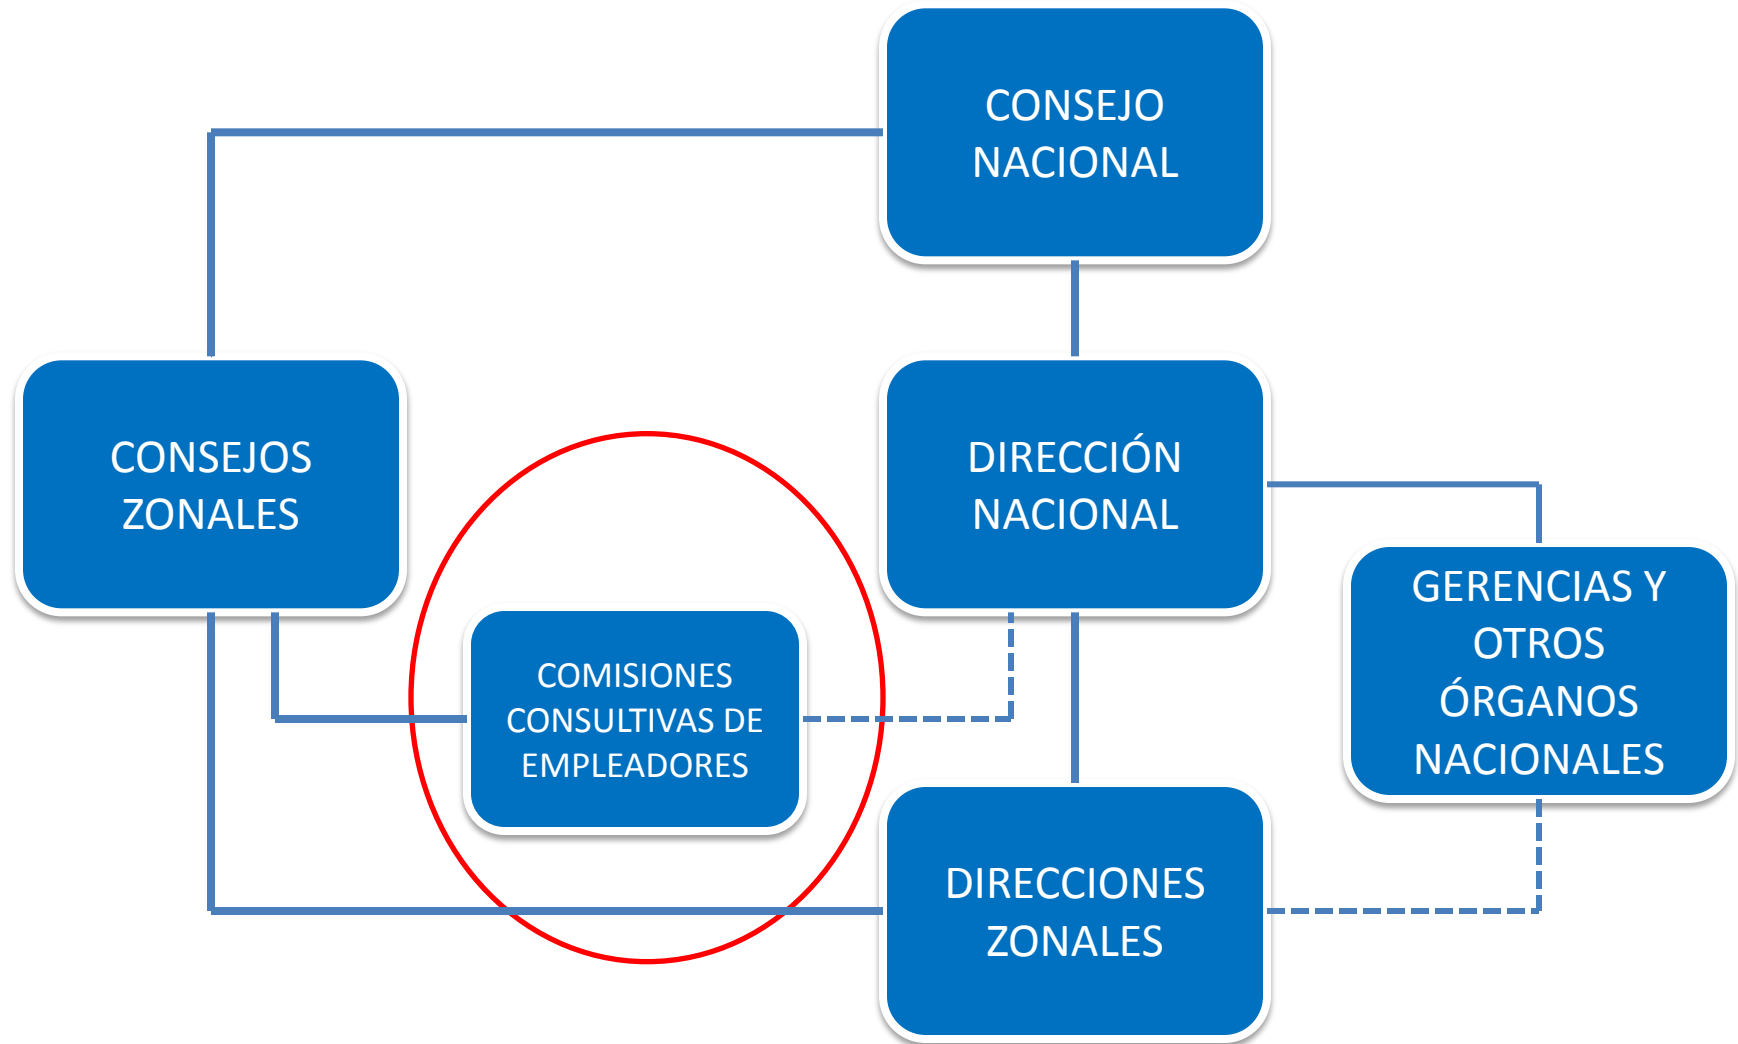 CONSEJO
NACIONAL
CONSEJOS
ZONALES
DIRECCIÓN
NACIONAL
GERENCIAS Y
OTROS
ÓRGANOS
NACIONALES
COMISIONES
CONSULTIVAS DE
EMPLEADORES
DIRECCIONES
ZONALES